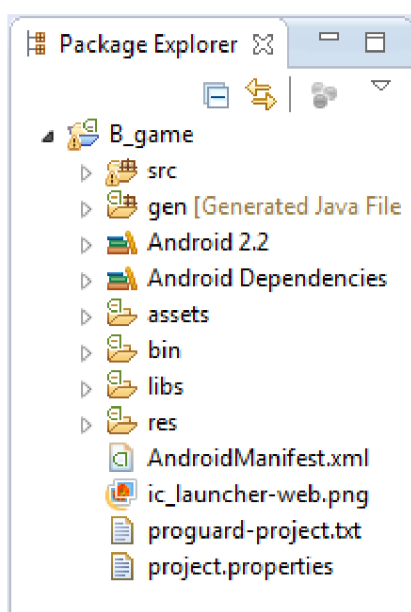 Package Explorer
B_game
src
gen [Generated Java File
Android 2.2
Android Dependencies
assets
bin
libs
res
AndroidManifest.xml
ic_launcher-web.png
proguard-project.txt
project.properties